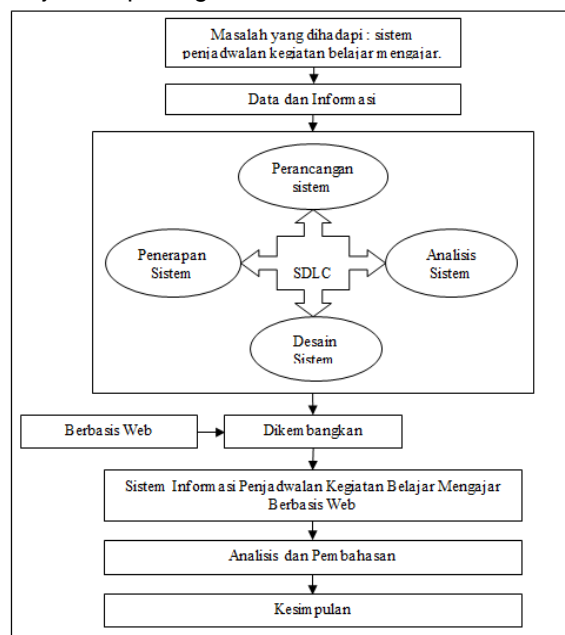 Masalah yang dihadapi : sistem
penjadwalan kegiatan belajar mengajar.
Data dan Informasi
Perancangan
sistem
Penerapan
Sistem
SDLC
Analisis
Sistem
Desain
Sistem
Berbasis Web
Dikembangkan
Sistem Informasi Penjadwalan Kegiatan Belajar Mengajar
Berbasis Web
Analisis dan Pembahasan
Kesimpulan